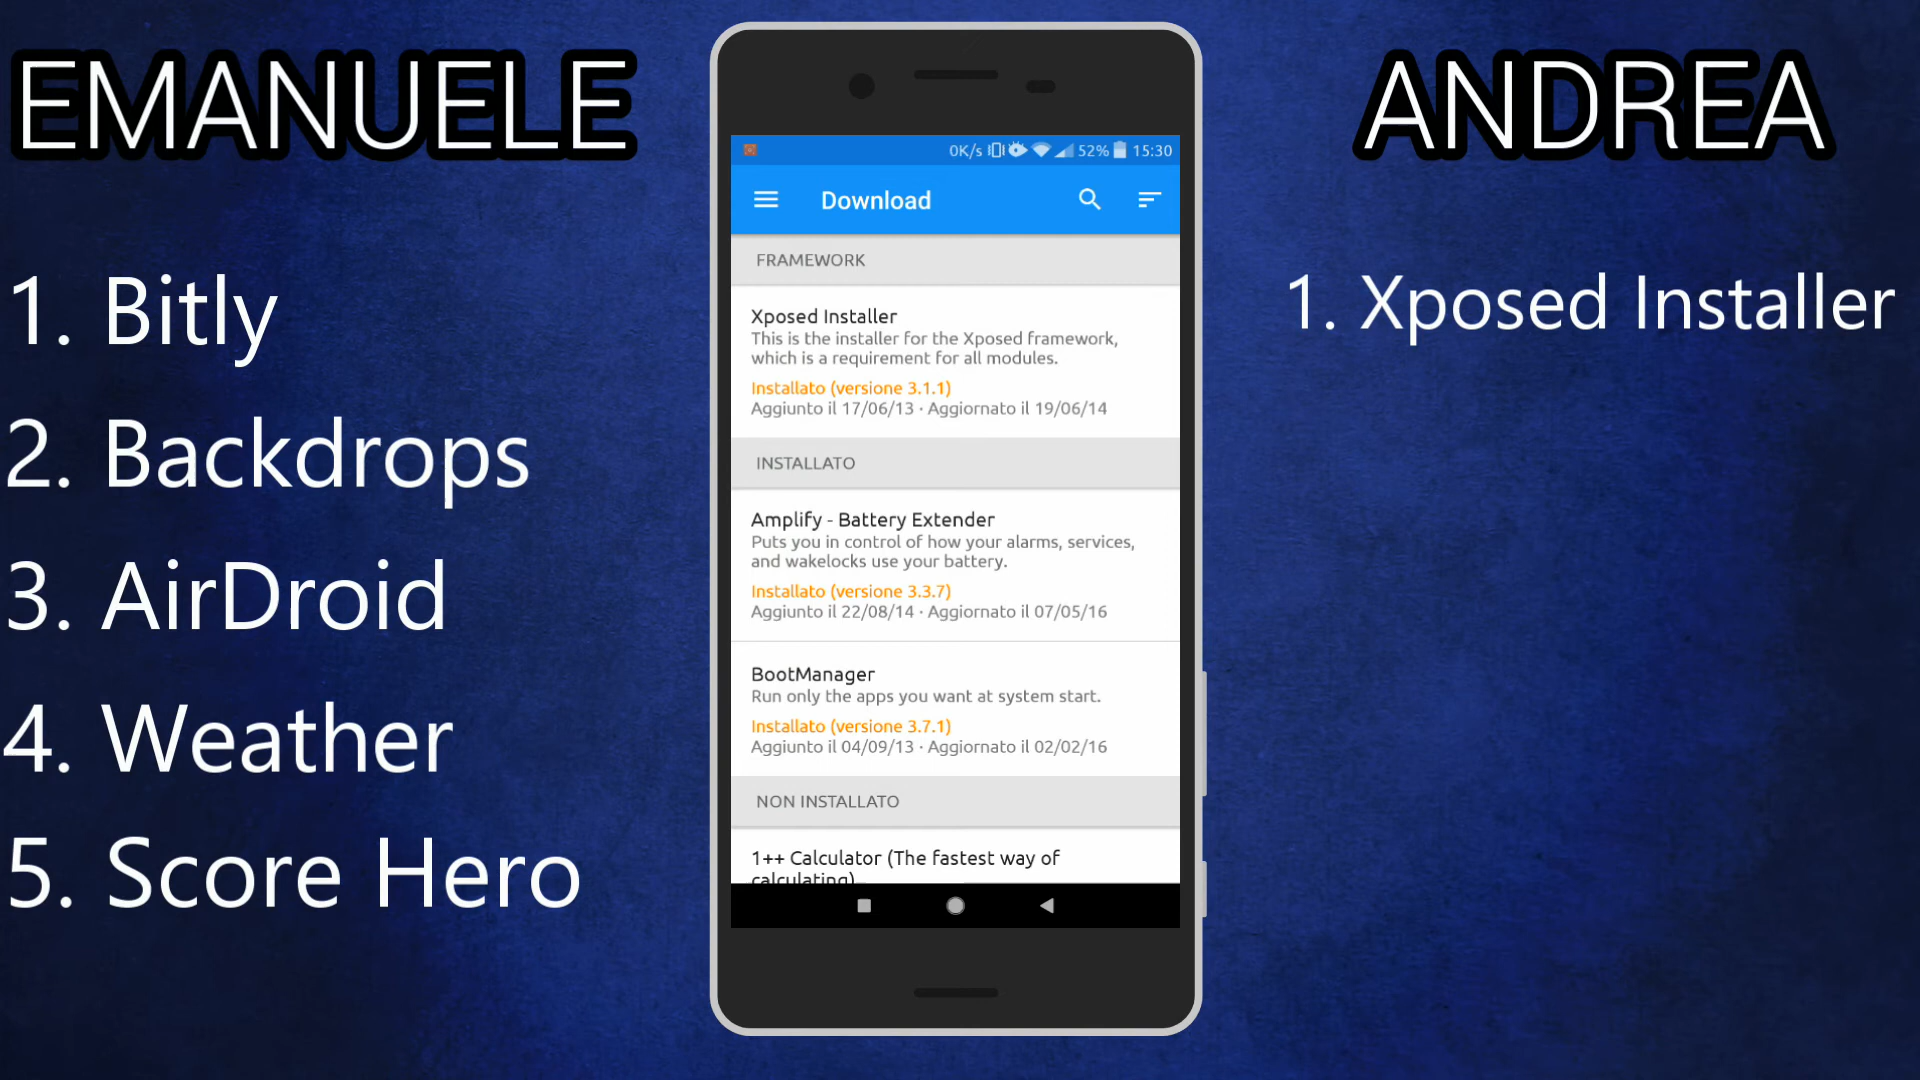 EMANUELE
1. Bitly
2. Backdrops
3. AirDroid
4. Weather
5. Score Hero
0K/s 52% 15:30
Download
FRAMEWORK
Xposed Installer
This is the installer for the Xposed framework,
which is a requirement for all modules.
Installato (versione 3.1.1)
Aggiunto il 17/06/13 · Aggiornato il 19/06/14
INSTALLATO
Amplify - Battery Extender
Puts you in control of how your alarms, services,
and wakelocks use your battery.
Installato (versione 3.3.7)
Aggiunto il 22/08/14 · Aggiornato il 07/05/16
BootManager
Run only the apps you want at system start.
Installato (versione 3.7.1)
Aggiunto il 04/09/13 · Aggiornato il 02/02/16
NON INSTALLATO
1++ Calculator (The fastest way of
calculating)
ANDREA
1. Xposed Installer